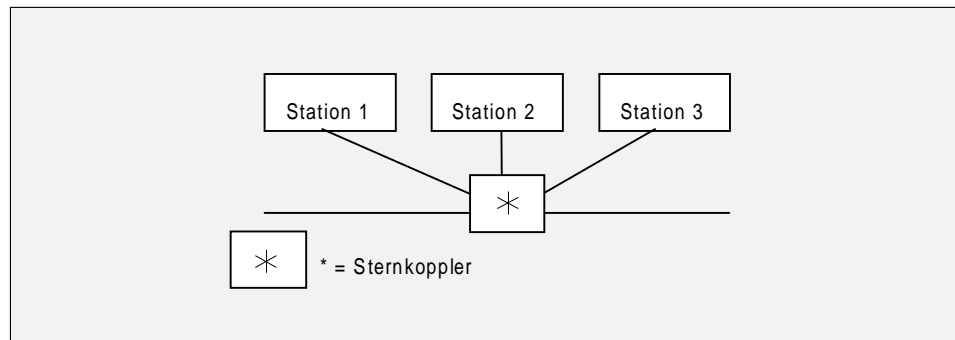 Station 1
Station 2
Station 3
*
* * = Sternkoppler